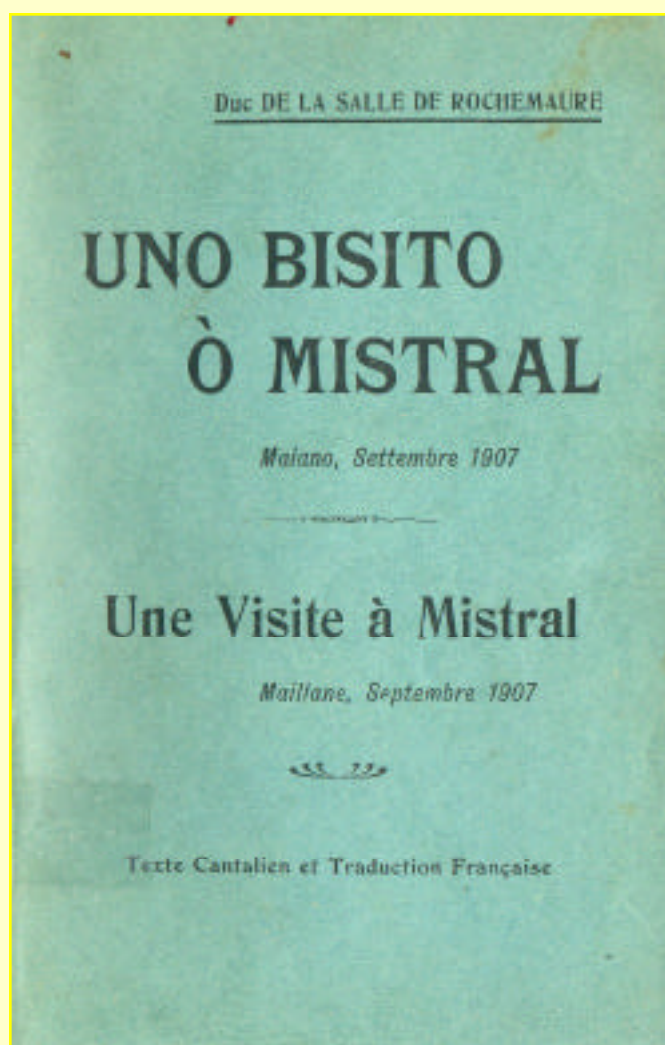 Duc DE LA SALLE DE ROCHEMAURE
UNO BISITO
Ò MISTRAL
Maiano, Settembre 1907
Une Visite à Mistral
Maillane, Septembre 1907
Texte Cantalien et Traduction Française